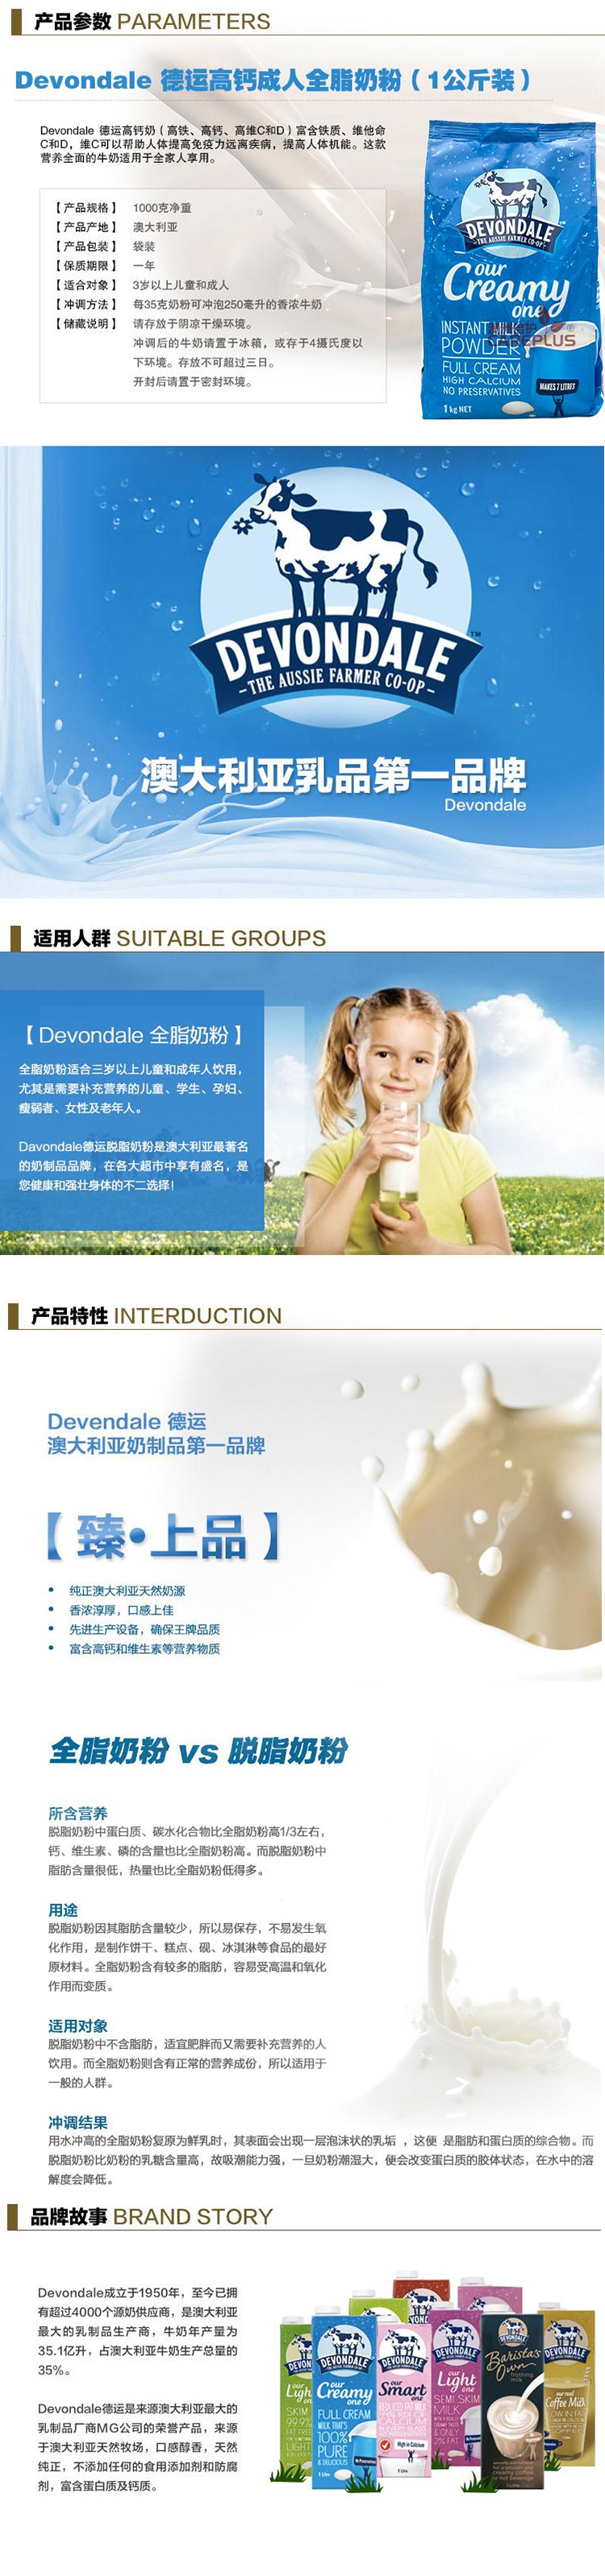 产品参数 PARAMETERS
Devondale 德运高钙成人全脂奶粉（1公斤装）
Devondale 德运高钙奶（高铁、高钙、高维C和D）富含铁质、维他命
C和D，维C可以帮助人体提高免疫力远离疾病，提高人体机能。这款
营养全面的牛奶适用于全家人享用。
【产品规格】 1000克净重
【产品产地】 澳大利亚
【产品包装】 袋装
【保质期限】 一年
【适合对象】 3岁以上儿童和成人
【冲调方法】 每35克奶粉可冲泡250毫升的香浓牛奶
【储藏说明】 请存放于阴凉干燥环境。
冲调后的牛奶请置于冰箱，或存于4摄氏度以
下环境。存放不可超过三日。
开封后请置于密封环境。
DEVONDALE
-THE AUSSIE FARMER CO-OP-
our
Creamy
one
INSTANT
POWDER
CAREPLUS
FULL CREAM
HIGH CALCIUM
NO PRESERVATIVES
MAKES 7 LITRES
1 kg NET
DEVONDALE
TM
-THE AUSSIE FARMER CO-OP-
澳大利亚乳品第一品牌
Devondale
适用人群 SUITABLE GROUPS
【Devondale 全脂奶粉】
全脂奶粉适合三岁以上儿童和成年人饮用，
尤其是需要补充营养的儿童、学生、孕妇、
瘦弱者、女性及老年人。
Davondale德运脱脂奶粉是澳大利亚最著名
的奶制品品牌，在各大超市中享有盛名，是
您健康和强壮身体的不二选择！
产品特性 INTERDUCTION
Devendale 德运
澳大利亚奶制品第一品牌
【臻·上品】
• 纯正澳大利亚天然奶源
• 香浓淳厚，口感上佳
• 先进生产设备，确保王牌品质
• 富含高钙和维生素等营养物质
全脂奶粉 vs 脱脂奶粉
所含营养
脱脂奶粉中蛋白质、碳水化合物比全脂奶粉高1/3左右，
钙、维生素、磷的含量也比全脂奶粉高。而脱脂奶粉中
脂肪含量很低，热量也比全脂奶粉低得多。
用途
脱脂奶粉因其脂肪含量较少，所以易保存，不易发生氧
化作用，是制作饼干、糕点、砚、冰淇淋等食品的最好
原材料。全脂奶粉含有较多的脂肪，容易受高温和氧化
作用而变质。
适用对象
脱脂奶粉中不含脂肪，适宜肥胖而又需要补充营养的人
饮用。而全脂奶粉则含有正常的营养成份，所以适用于
一般的人群。
冲调结果
用水冲高的全脂奶粉复原为鲜乳时，其表面会出现一层泡沫状的乳垢 ，这便 是脂肪和蛋白质的综合物。而
脱脂奶粉比奶粉的乳糖含量高，故吸潮能力强，一旦奶粉潮湿大，便会改变蛋白质的胶体状态，在水中的溶
解度会降低。
品牌故事 BRAND STORY
Devondale成立于1950年，至今已拥
有超过4000个源奶供应商，是澳大利亚
最大的乳制品生产商，牛奶年产量为
35.1亿升，占澳大利亚牛奶生产总量的
35%。
Devondale德运是来源澳大利亚最大的
乳制品厂商MG公司的荣誉产品，来源
于澳大利亚天然牧场，口感醇香，天然
纯正，不添加任何的食用添加剂和防腐
剂，富含蛋白质及钙质。
DEVONDALE
our
Creamy
one
FULL CREAM
100%
PURE
DEVONDALE
our
Smart
one
High in Calcium
DEVONDALE
our
Light
one
SEMI SKIM
MILK
DEVONDALE
Barista's
Own
DEVONDALE
Coffee Milk